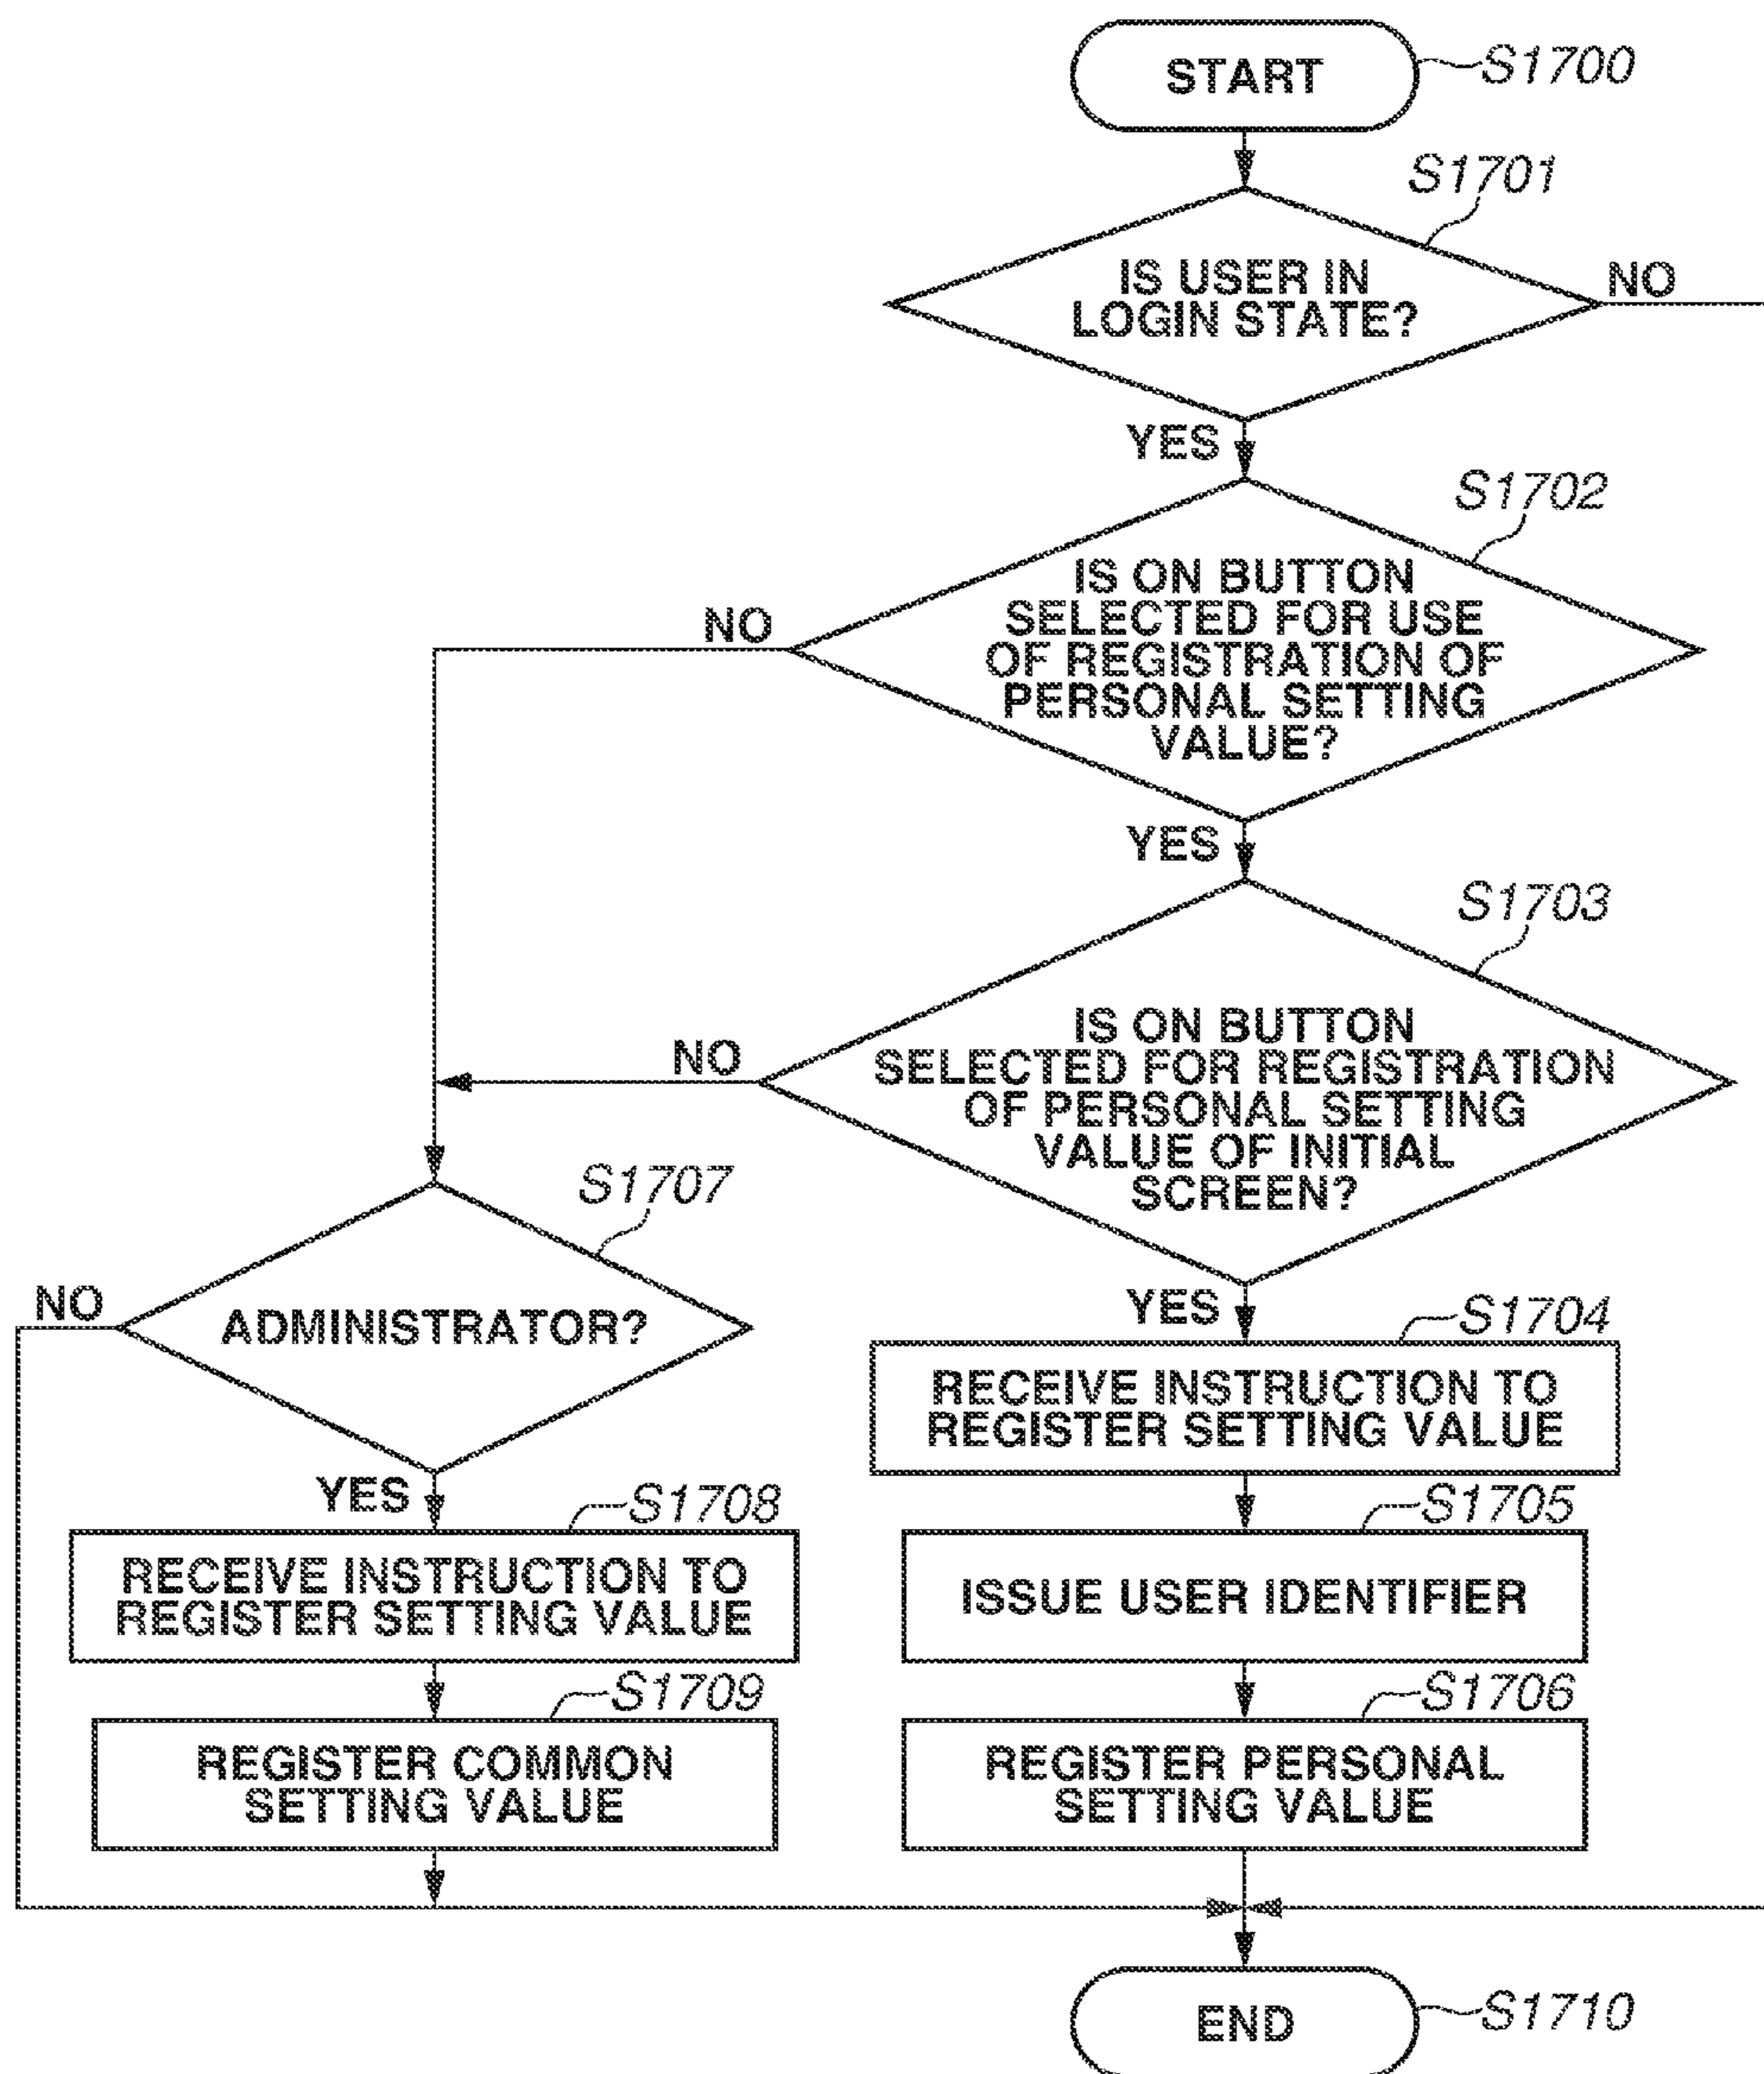 START
S1700
S1701
IS USER IN
LOGIN STATE?
NO
YES
S1702
IS ON BUTTON
SELECTED FOR USE
OF REGISTRATION OF
PERSONAL SETTING
VALUE?
NO
YES
S1703
IS ON BUTTON
SELECTED FOR REGISTRATION
OF PERSONAL SETTING
VALUE OF INITIAL
SCREEN?
NO
YES
S1707
ADMINISTRATOR?
NO
YES
S1704
RECEIVE INSTRUCTION TO
REGISTER SETTING VALUE
S1708
RECEIVE INSTRUCTION TO
REGISTER SETTING VALUE
S1705
ISSUE USER IDENTIFIER
S1709
REGISTER COMMON
SETTING VALUE
S1706
REGISTER PERSONAL
SETTING VALUE
END
S1710